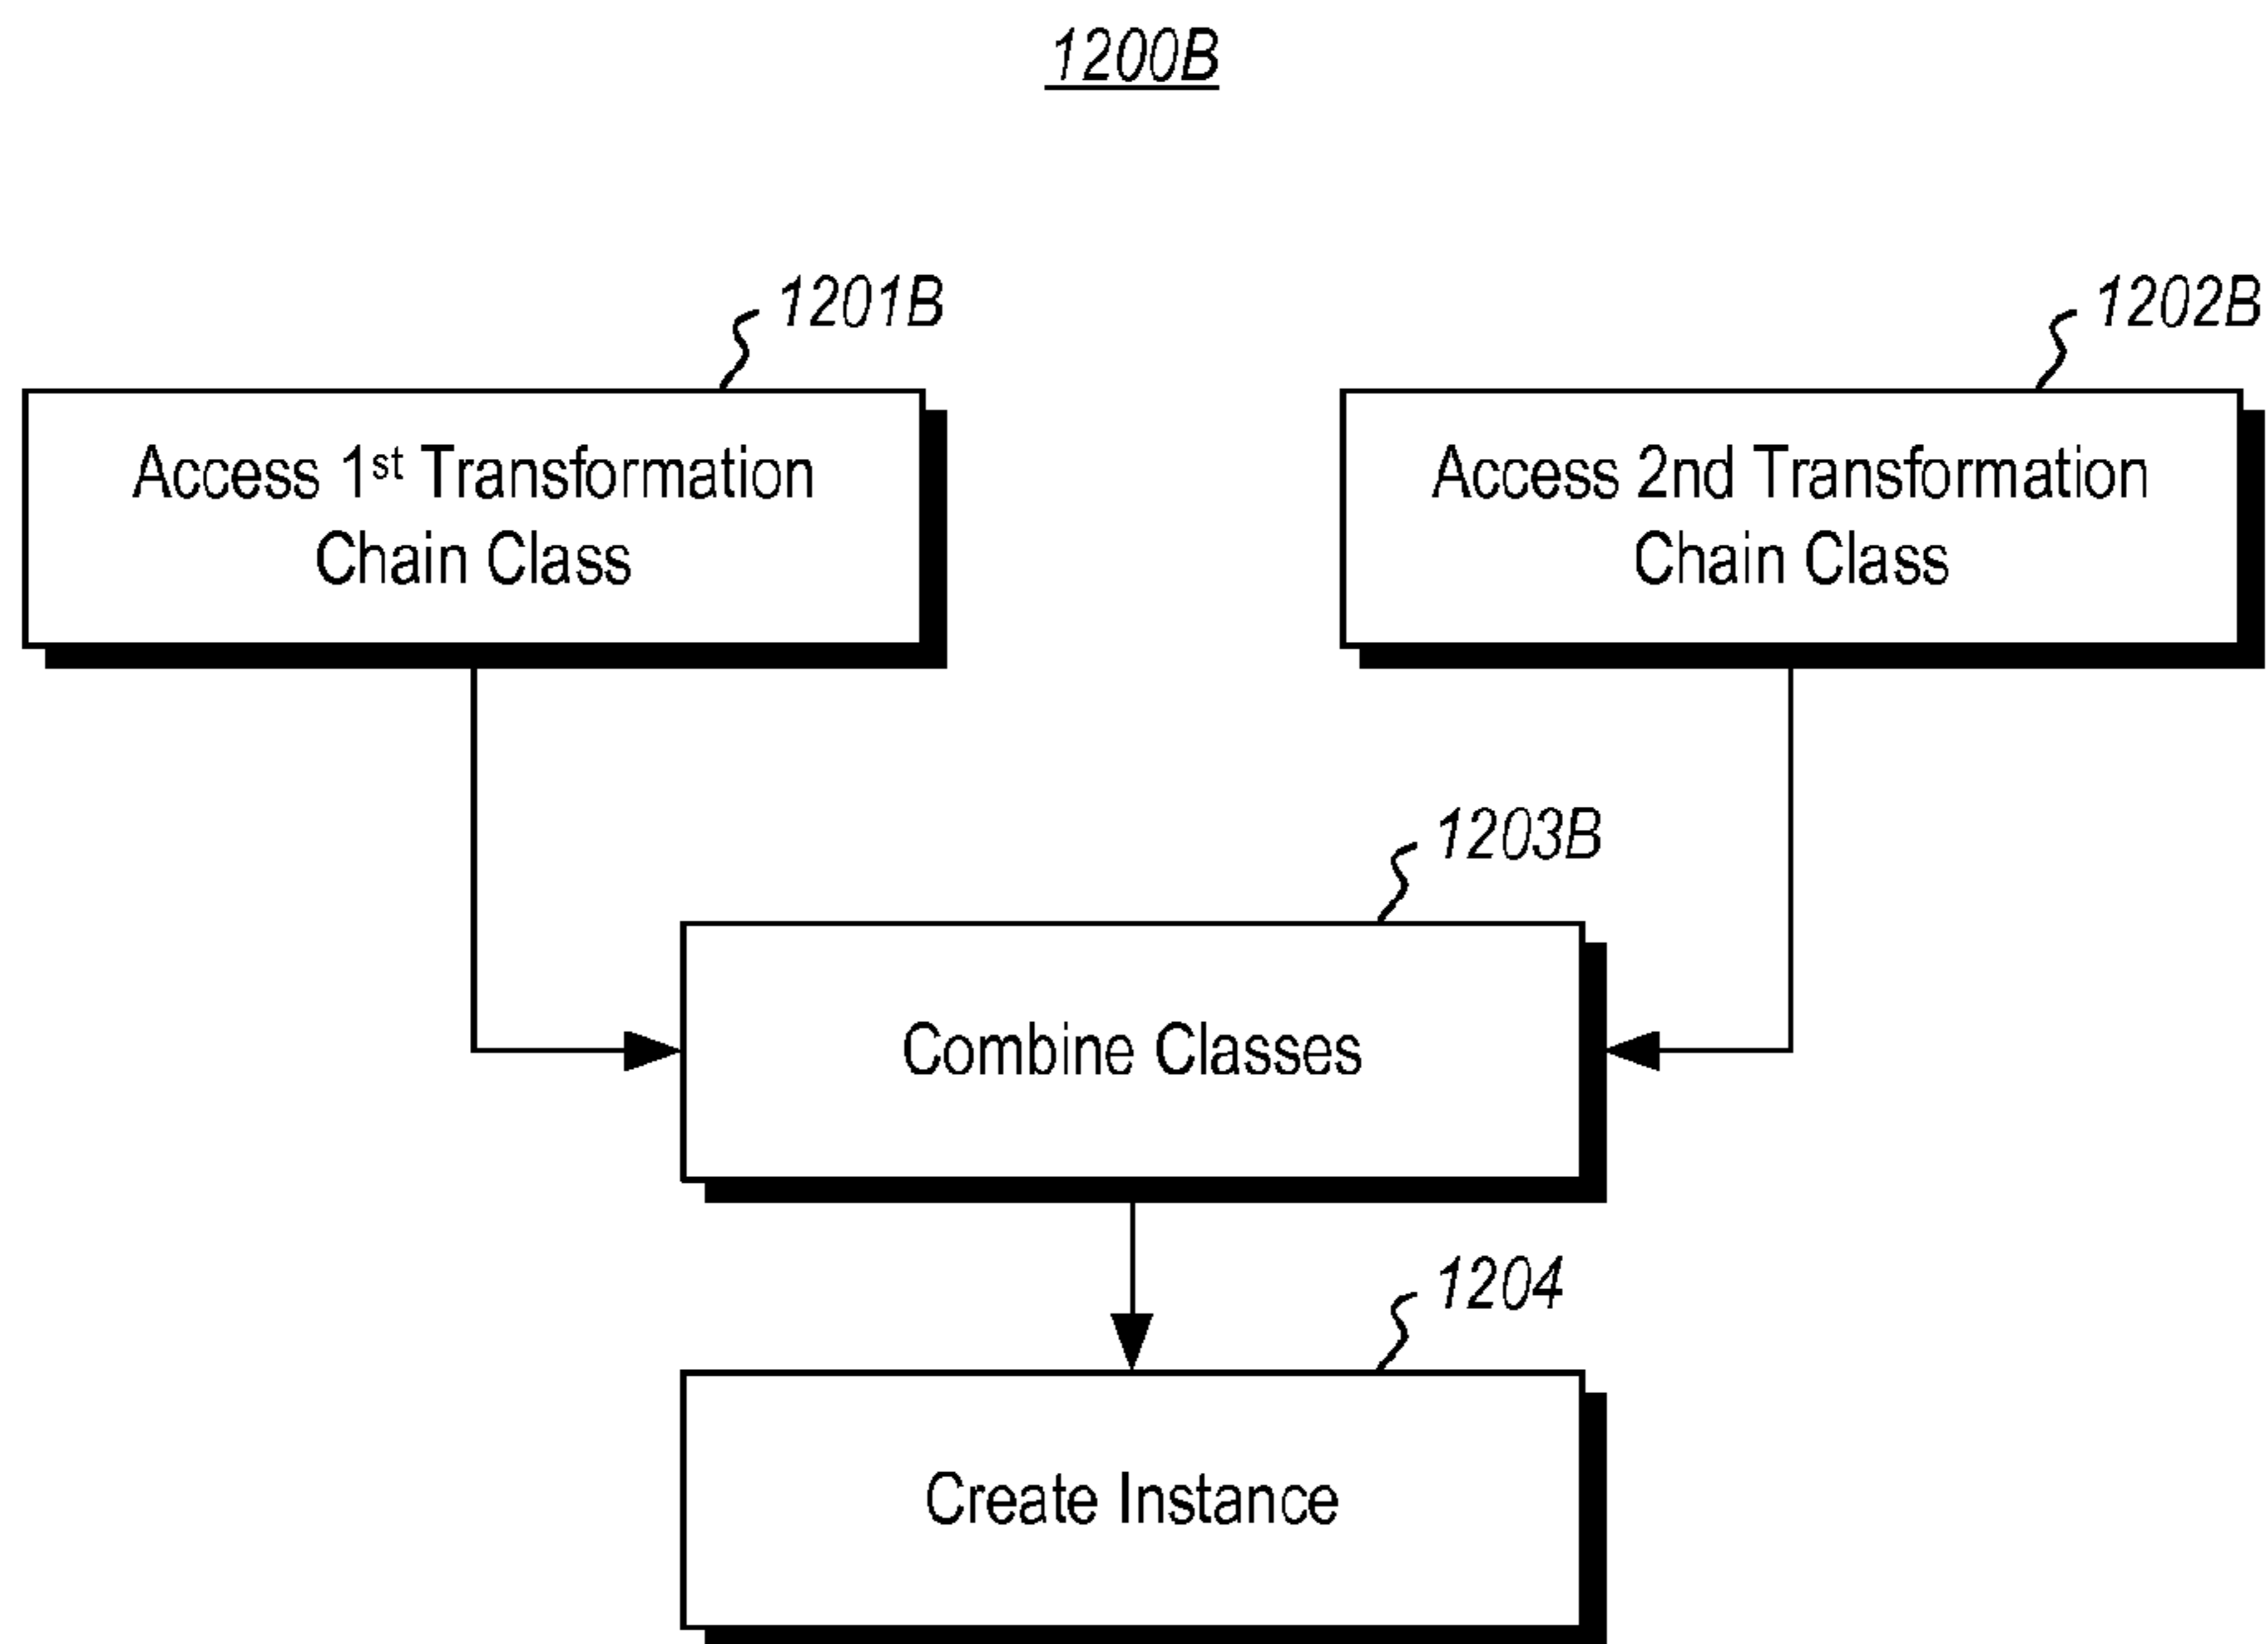 1200B
1201B
Access 1st Transformation
Chain Class
1202B
Access 2nd Transformation
Chain Class
1203B
Combine Classes
1204
Create Instance